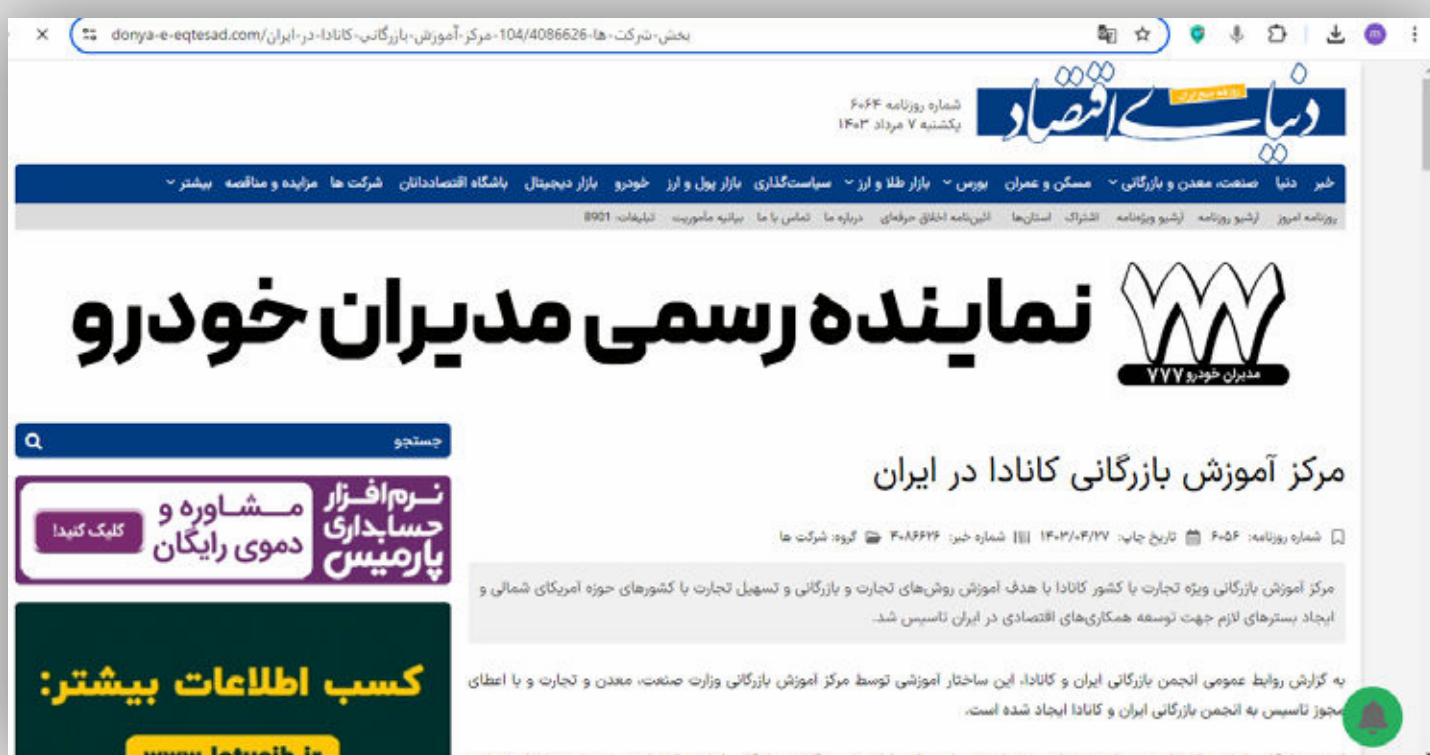 donya-e-eqtesad.com/بخش-شرکت-ها-104/4086626-مرکز-آموزش-بازرگانی-کانادا-در-ایران
دنیای اقتصاد
شماره روزنامه ۶۰۶۴
یکشنبه ۷ مرداد ۱۴۰۳
خبر دنیا صنعت، معدن و بازرگانی مسکن و عمران بورس بازار طلا و ارز سیاست‌گذاری بازار پول و ارز خودرو بازار دیجیتال باشگاه اقتصاددانان شرکت ها مزایده و مناقصه بیشتر
روزنامه امروز آرشیو روزنامه آرشیو ویژه‌نامه اشتراک استان‌ها آئین‌نامه اخلاق حرفه‌ای درباره ما تماس با ما بیانیه مأموریت تبلیغات: 8901
نماینده رسمی مدیران خودرو
مدیران خودرو ۷۷۷
جستجو
مرکز آموزش بازرگانی کانادا در ایران
شماره روزنامه: ۶۰۵۶ تاریخ چاپ: ۱۴۰۳/۰۴/۲۷ شماره خبر: ۴۰۸۶۶۲۶ گروه: شرکت ها
نرم‌افزار حسابداری پارمیس
مشاوره و دموی رایگان
کلیک کنید!
مرکز آموزش بازرگانی ویژه تجارت با کشور کانادا با هدف آموزش روش‌های تجارت و بازرگانی و تسهیل تجارت با کشورهای حوزه آمریکای شمالی و
ایجاد بسترهای لازم جهت توسعه همکاری‌های اقتصادی در ایران تاسیس شد.
به گزارش روابط عمومی انجمن بازرگانی ایران و کانادا، این ساختار آموزشی توسط مرکز آموزش بازرگانی وزارت صنعت، معدن و تجارت و با اعطای
مجوز تاسیس به انجمن بازرگانی ایران و کانادا ایجاد شده است.
کسب اطلاعات بیشتر: